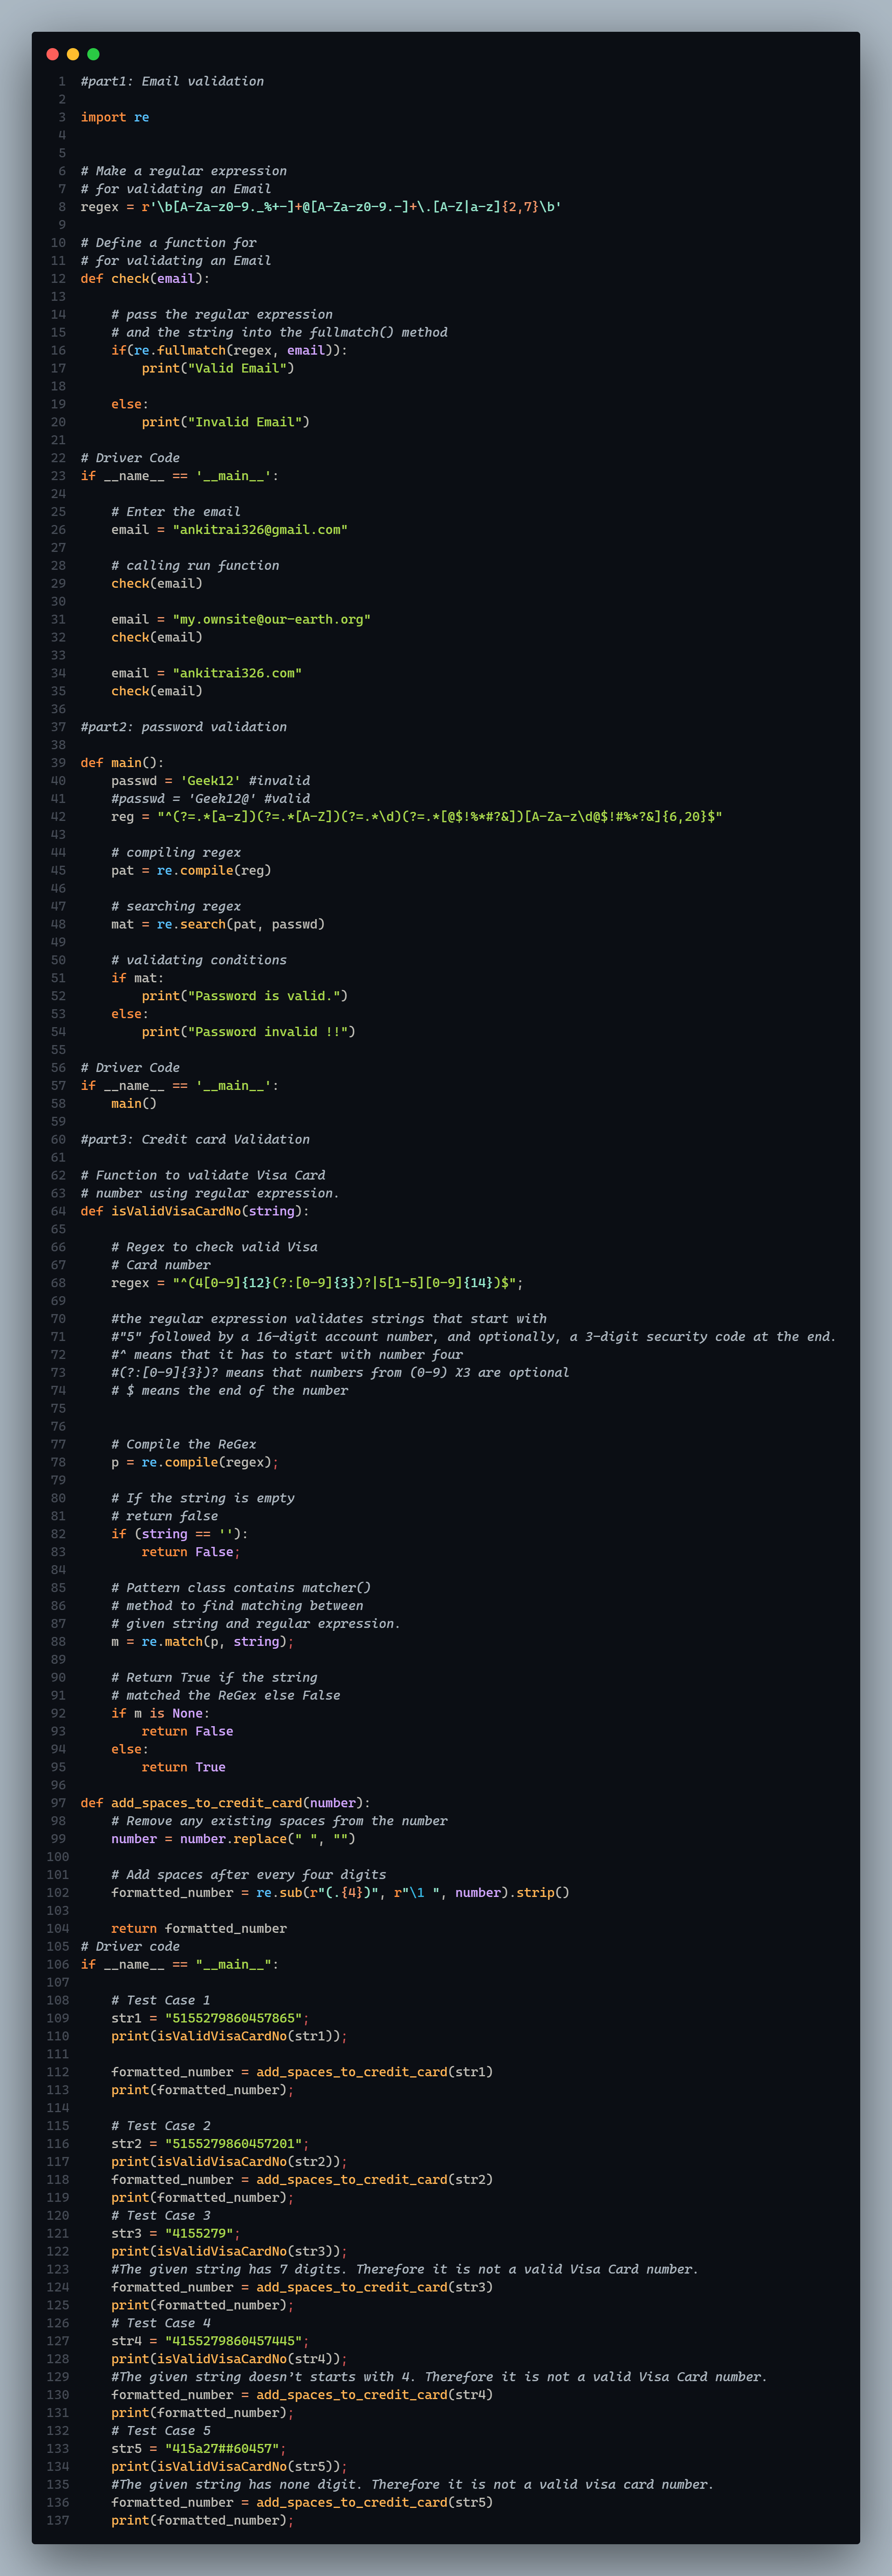 1 #part1: Email validation
2
3 import re
4
5
6 # Make a regular expression
7 # for validating an Email
8 regex = r'\b[A-Za-z0-9._%+-]+@[A-Za-z0-9.-]+\.[A-Z|a-z]{2,7}\b'
9
10 # Define a function for
11 # for validating an Email
12 def check(email):
13
14     # pass the regular expression
15     # and the string into the fullmatch() method
16     if(re.fullmatch(regex, email)):
17         print("Valid Email")
18
19     else:
20         print("Invalid Email")
21
22 # Driver Code
23 if __name__ == '__main__':
24
25     # Enter the email
26     email = "ankitrai326@gmail.com"
27
28     # calling run function
29     check(email)
30
31     email = "my.ownsite@our-earth.org"
32     check(email)
33
34     email = "ankitrai326.com"
35     check(email)
36
37 #part2: password validation
38
39 def main():
40     passwd = 'Geek12' #invalid
41     #passwd = 'Geek12@' #valid
42     reg = "^(?=.*[a-z])(?=.*[A-Z])(?=.*\d)(?=.*[@$!%*#?&])[A-Za-z\d@$!#%*?&]{6,20}$"
43
44     # compiling regex
45     pat = re.compile(reg)
46
47     # searching regex
48     mat = re.search(pat, passwd)
49
50     # validating conditions
51     if mat:
52         print("Password is valid.")
53     else:
54         print("Password invalid !!")
55
56 # Driver Code
57 if __name__ == '__main__':
58     main()
59
60 #part3: Credit card Validation
61
62 # Function to validate Visa Card
63 # number using regular expression.
64 def isValidVisaCardNo(string):
65
66     # Regex to check valid Visa
67     # Card number
68     regex = "^(4[0-9]{12}(?:[0-9]{3})?|5[1-5][0-9]{14})$";
69
70     #the regular expression validates strings that start with
71     #"5" followed by a 16-digit account number, and optionally, a 3-digit security code at the end.
72     #^ means that it has to start with number four
73     #(?:[0-9]{3})? means that numbers from (0-9) X3 are optional
74     # $ means the end of the number
75
76
77     # Compile the ReGex
78     p = re.compile(regex);
79
80     # If the string is empty
81     # return false
82     if (string == ''):
83         return False;
84
85     # Pattern class contains matcher()
86     # method to find matching between
87     # given string and regular expression.
88     m = re.match(p, string);
89
90     # Return True if the string
91     # matched the ReGex else False
92     if m is None:
93         return False
94     else:
95         return True
96
97 def add_spaces_to_credit_card(number):
98     # Remove any existing spaces from the number
99     number = number.replace(" ", "")
100
101     # Add spaces after every four digits
102     formatted_number = re.sub(r"(.{4})", r"\1 ", number).strip()
103
104     return formatted_number
105 # Driver code
106 if __name__ == "__main__":
107
108     # Test Case 1
109     str1 = "5155279860457865";
110     print(isValidVisaCardNo(str1));
111
112     formatted_number = add_spaces_to_credit_card(str1)
113     print(formatted_number);
114
115     # Test Case 2
116     str2 = "5155279860457201";
117     print(isValidVisaCardNo(str2));
118     formatted_number = add_spaces_to_credit_card(str2)
119     print(formatted_number);
120     # Test Case 3
121     str3 = "4155279";
122     print(isValidVisaCardNo(str3));
123     #The given string has 7 digits. Therefore it is not a valid Visa Card number.
124     formatted_number = add_spaces_to_credit_card(str3)
125     print(formatted_number);
126     # Test Case 4
127     str4 = "4155279860457445";
128     print(isValidVisaCardNo(str4));
129     #The given string doesn’t starts with 4. Therefore it is not a valid Visa Card number.
130     formatted_number = add_spaces_to_credit_card(str4)
131     print(formatted_number);
132     # Test Case 5
133     str5 = "415a27##60457";
134     print(isValidVisaCardNo(str5));
135     #The given string has none digit. Therefore it is not a valid visa card number.
136     formatted_number = add_spaces_to_credit_card(str5)
137     print(formatted_number);